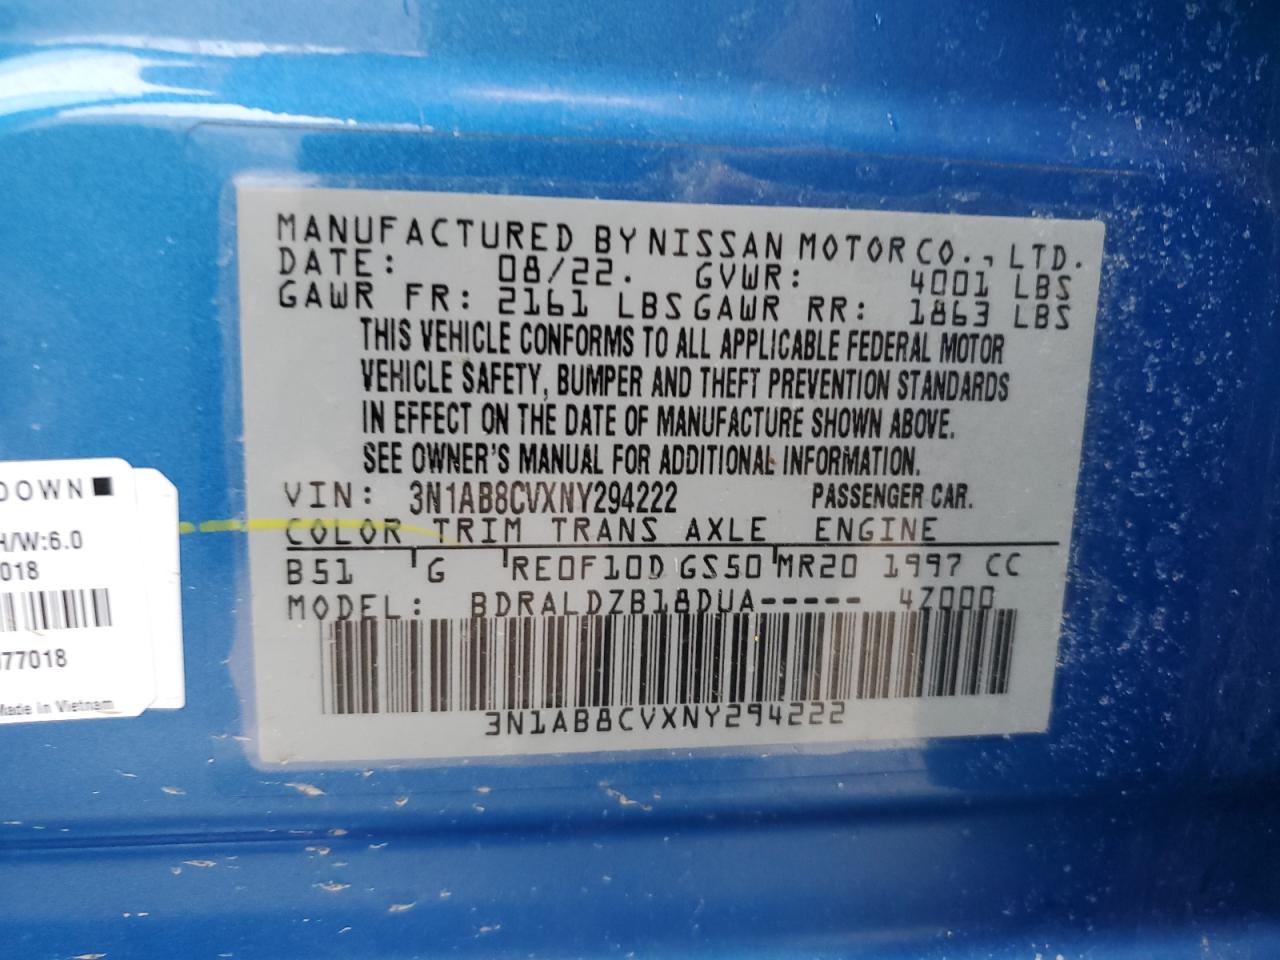 MANUFACTURED BY NISSAN MOTOR CO., LTD.
DATE: 08/22. GVWR: 4001 LBS
GAWR FR: 2161 LBS GAWR RR: 1863 LBS
THIS VEHICLE CONFORMS TO ALL APPLICABLE FEDERAL MOTOR
VEHICLE SAFETY, BUMPER AND THEFT PREVENTION STANDARDS
IN EFFECT ON THE DATE OF MANUFACTURE SHOWN ABOVE.
SEE OWNER'S MANUAL FOR ADDITIONAL INFORMATION.
VIN: 3N1AB8CVXNY294222 PASSENGER CAR.
COLOR TRIM TRANS AXLE ENGINE
B51 G RE0F10D GS50 MR20 1997 CC
MODEL: BDRALDZB18DUA----- 4Z000
3N1AB8CVXNY294222
DOWN
H/W:6.0
018
77018
Made in Vietnam